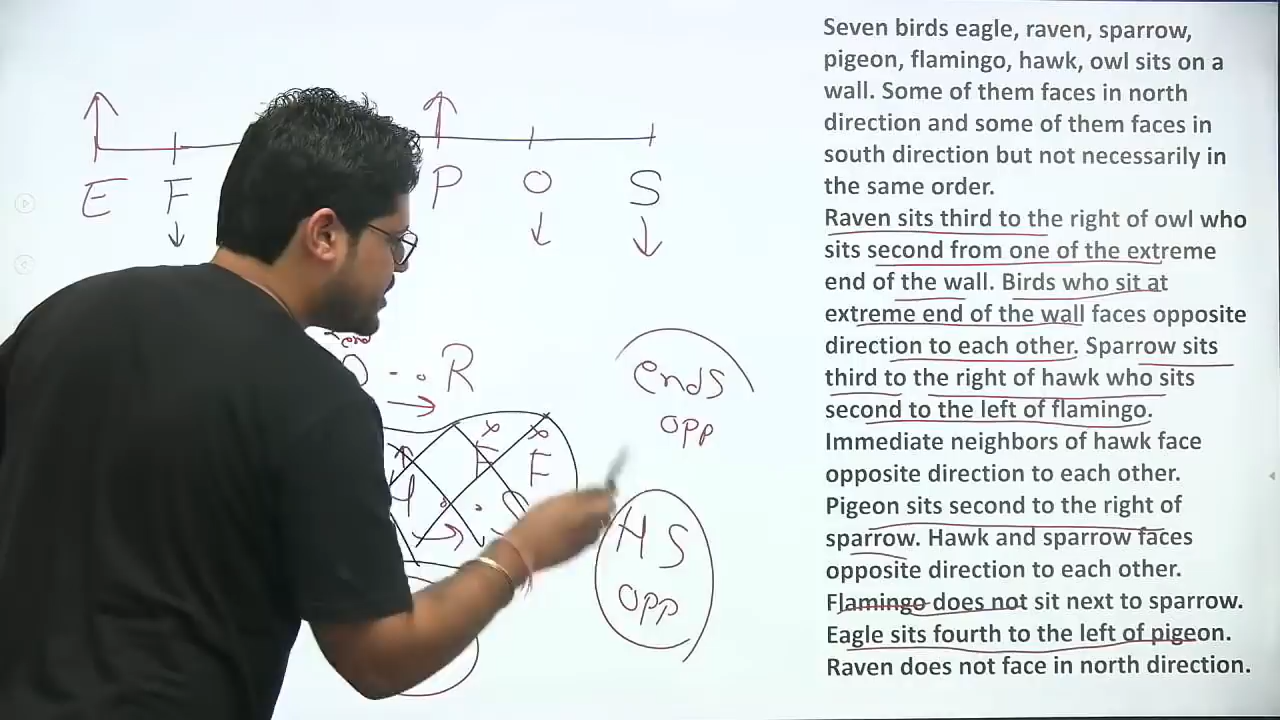 Seven birds eagle, raven, sparrow,
pigeon, flamingo, hawk, owl sits on a
wall. Some of them faces in north
direction and some of them faces in
south direction but not necessarily in
the same order.
Raven sits third to the right of owl who
sits second from one of the extreme
end of the wall. Birds who sit at
extreme end of the wall faces opposite
direction to each other. Sparrow sits
third to the right of hawk who sits
second to the left of flamingo.
Immediate neighbors of hawk face
opposite direction to each other.
Pigeon sits second to the right of
sparrow. Hawk and sparrow faces
opposite direction to each other.
Flamingo does not sit next to sparrow.
Eagle sits fourth to the left of pigeon.
Raven does not face in north direction.
E F P O S
R
ends
opp
F
H S
opp